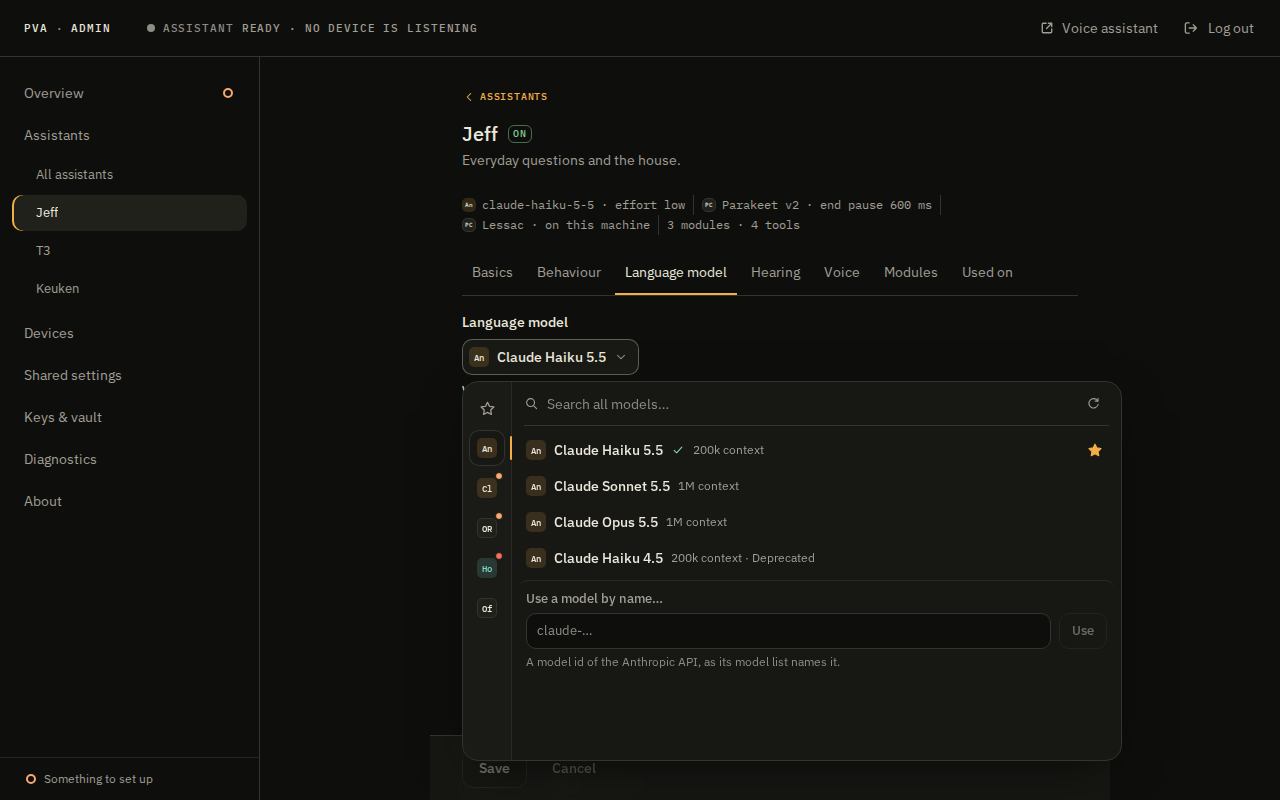 PVA · ADMIN
ASSISTANT READY · NO DEVICE IS LISTENING
Voice assistant
Log out
Overview
Assistants
All assistants
Jeff
T3
Keuken
Devices
Shared settings
Keys & vault
Diagnostics
About
Something to set up
ASSISTANTS
Jeff ON
Everyday questions and the house.
An claude-haiku-5-5 · effort low
PC Parakeet v2 · end pause 600 ms
PC Lessac · on this machine
3 modules · 4 tools
Basics
Behaviour
Language model
Hearing
Voice
Modules
Used on
Language model
An Claude Haiku 5.5
An
Cl
OR
Ho
Of
Search all models…
An Claude Haiku 5.5 200k context
An Claude Sonnet 5.5 1M context
An Claude Opus 5.5 1M context
An Claude Haiku 4.5 200k context · Deprecated
Use a model by name…
claude-…
Use
A model id of the Anthropic API, as its model list names it.
Save
Cancel